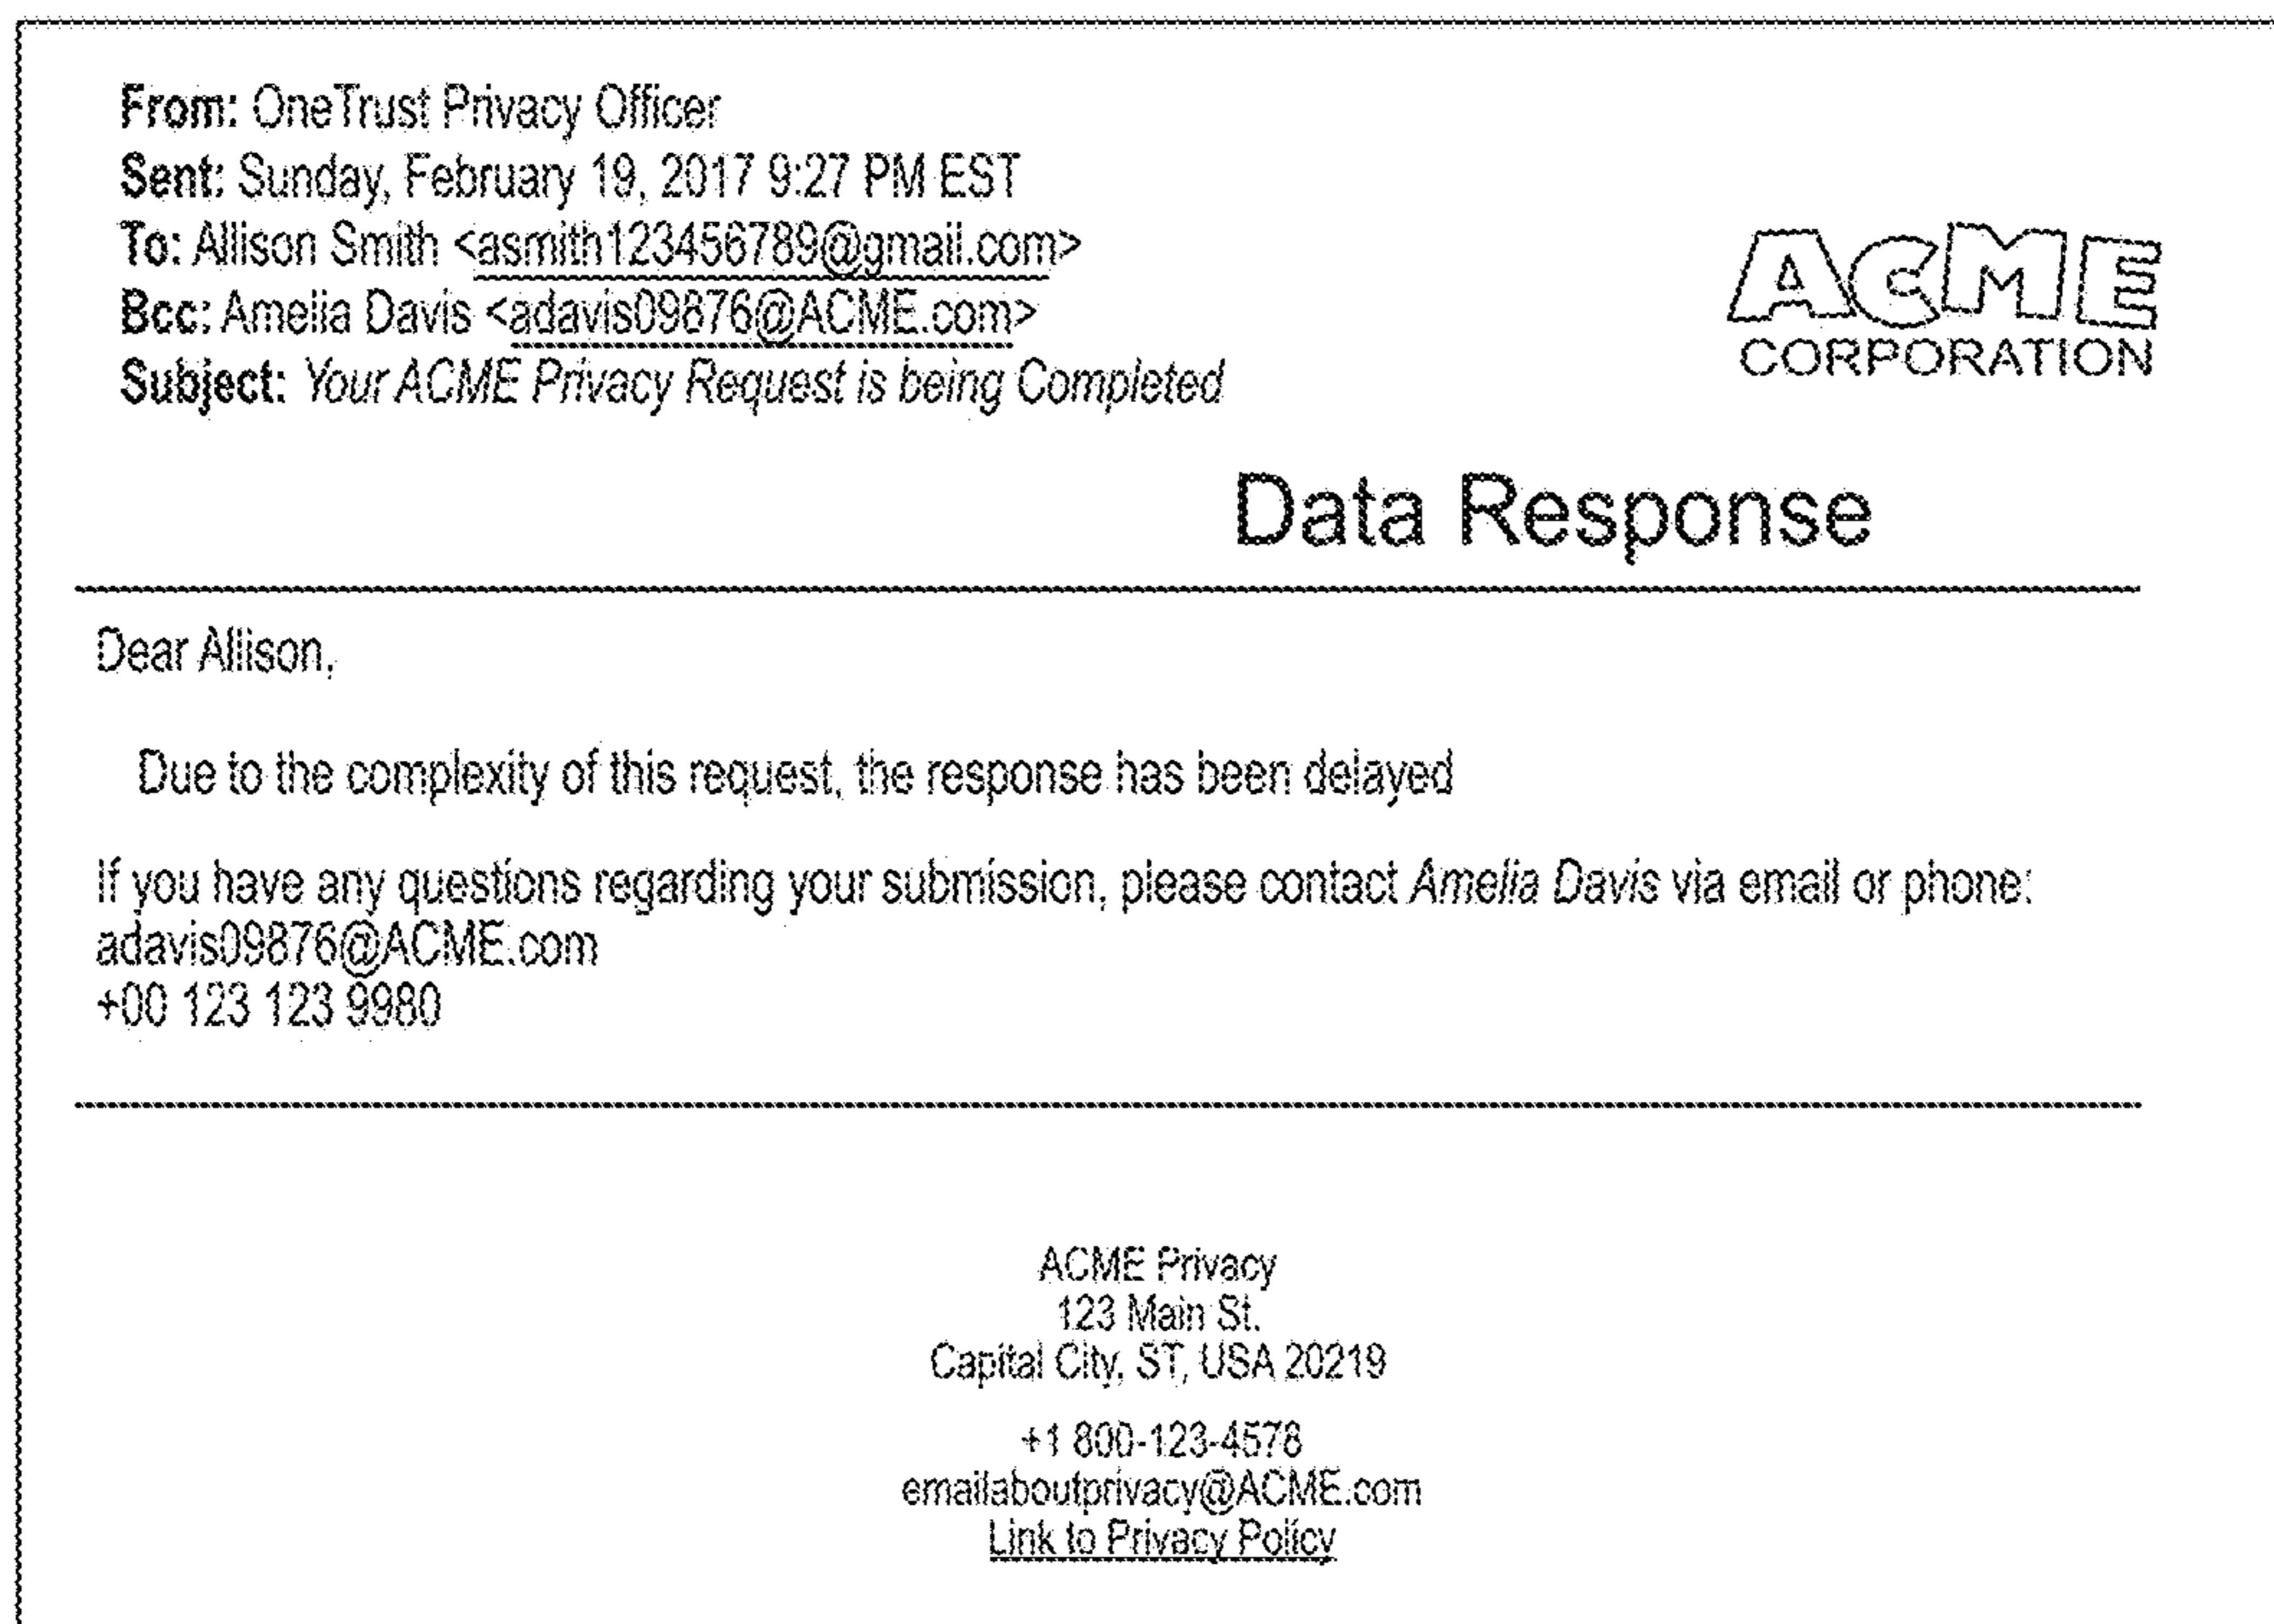 From: OneTrust Privacy Officer
Sent: Sunday, February 19, 2017 9:27 PM EST
To: Allison Smith <asmith123456789@gmail.com>
Bcc: Amelia Davis <adavis09876@ACME.com>
Subject: Your ACME Privacy Request is being Completed
ACME
CORPORATION
Data Response
Dear Allison,
Due to the complexity of this request, the response has been delayed
If you have any questions regarding your submission, please contact Amelia Davis via email or phone:
adavis09876@ACME.com
+00 123 123 9980
ACME Privacy
123 Main St.
Capital City, ST, USA 20219
+1 800-123-4578
emailaboutprivacy@ACME.com
Link to Privacy Policy